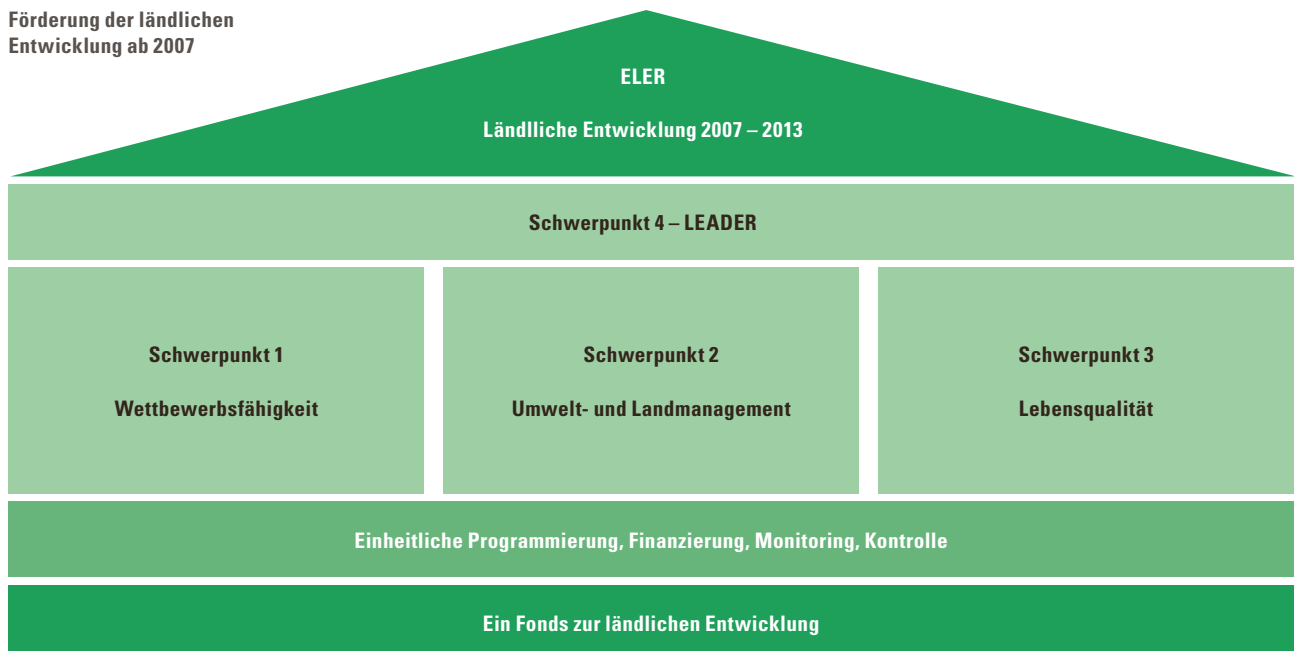 Förderung der ländlichen
Entwicklung ab 2007
ELER
Ländlliche Entwicklung 2007 – 2013
Schwerpunkt 4 – LEADER
Schwerpunkt 1
Wettbewerbsfähigkeit
Schwerpunkt 2
Umwelt- und Landmanagement
Schwerpunkt 3
Lebensqualität
Einheitliche Programmierung, Finanzierung, Monitoring, Kontrolle
Ein Fonds zur ländlichen Entwicklung